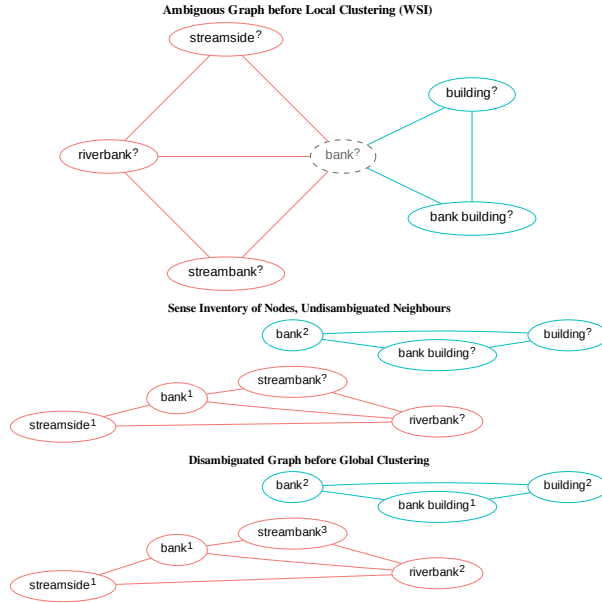 Ambiguous Graph before Local Clustering (WSI)
streamside?
building?
riverbank?
bank?
bank building?
streambank?
Sense Inventory of Nodes, Undisambiguated Neighbours
bank2
building?
bank building?
streambank?
bank1
streamside1
riverbank?
Disambiguated Graph before Global Clustering
bank2
building2
bank building1
streambank3
bank1
riverbank2
streamside1